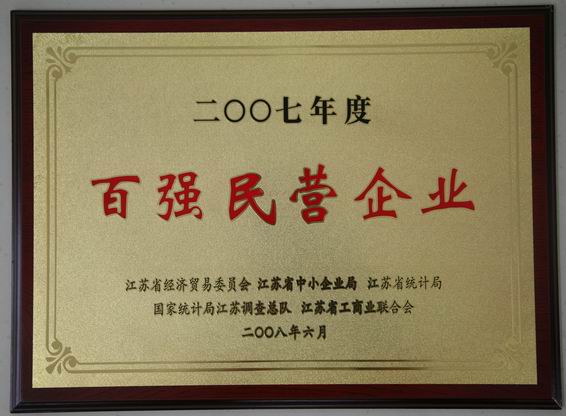 二〇〇七年度
百强民营企业
江苏省经济贸易委员会 江苏省中小企业局 江苏省统计局
国家统计局江苏调查总队 江苏省工商业联合会
二〇〇八年六月